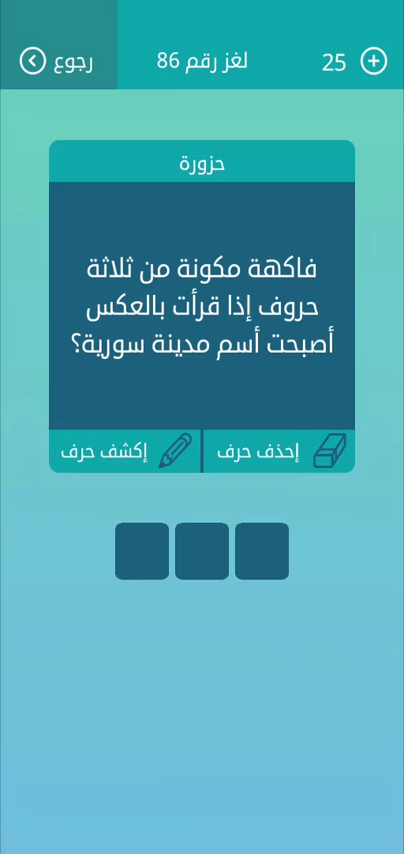 رجوع
لغز رقم 86
25
حزورة
فاكهة مكونة من ثلاثة
حروف إذا قرأت بالعكس
أصبحت أسم مدينة سورية؟
إحذف حرف
إكشف حرف